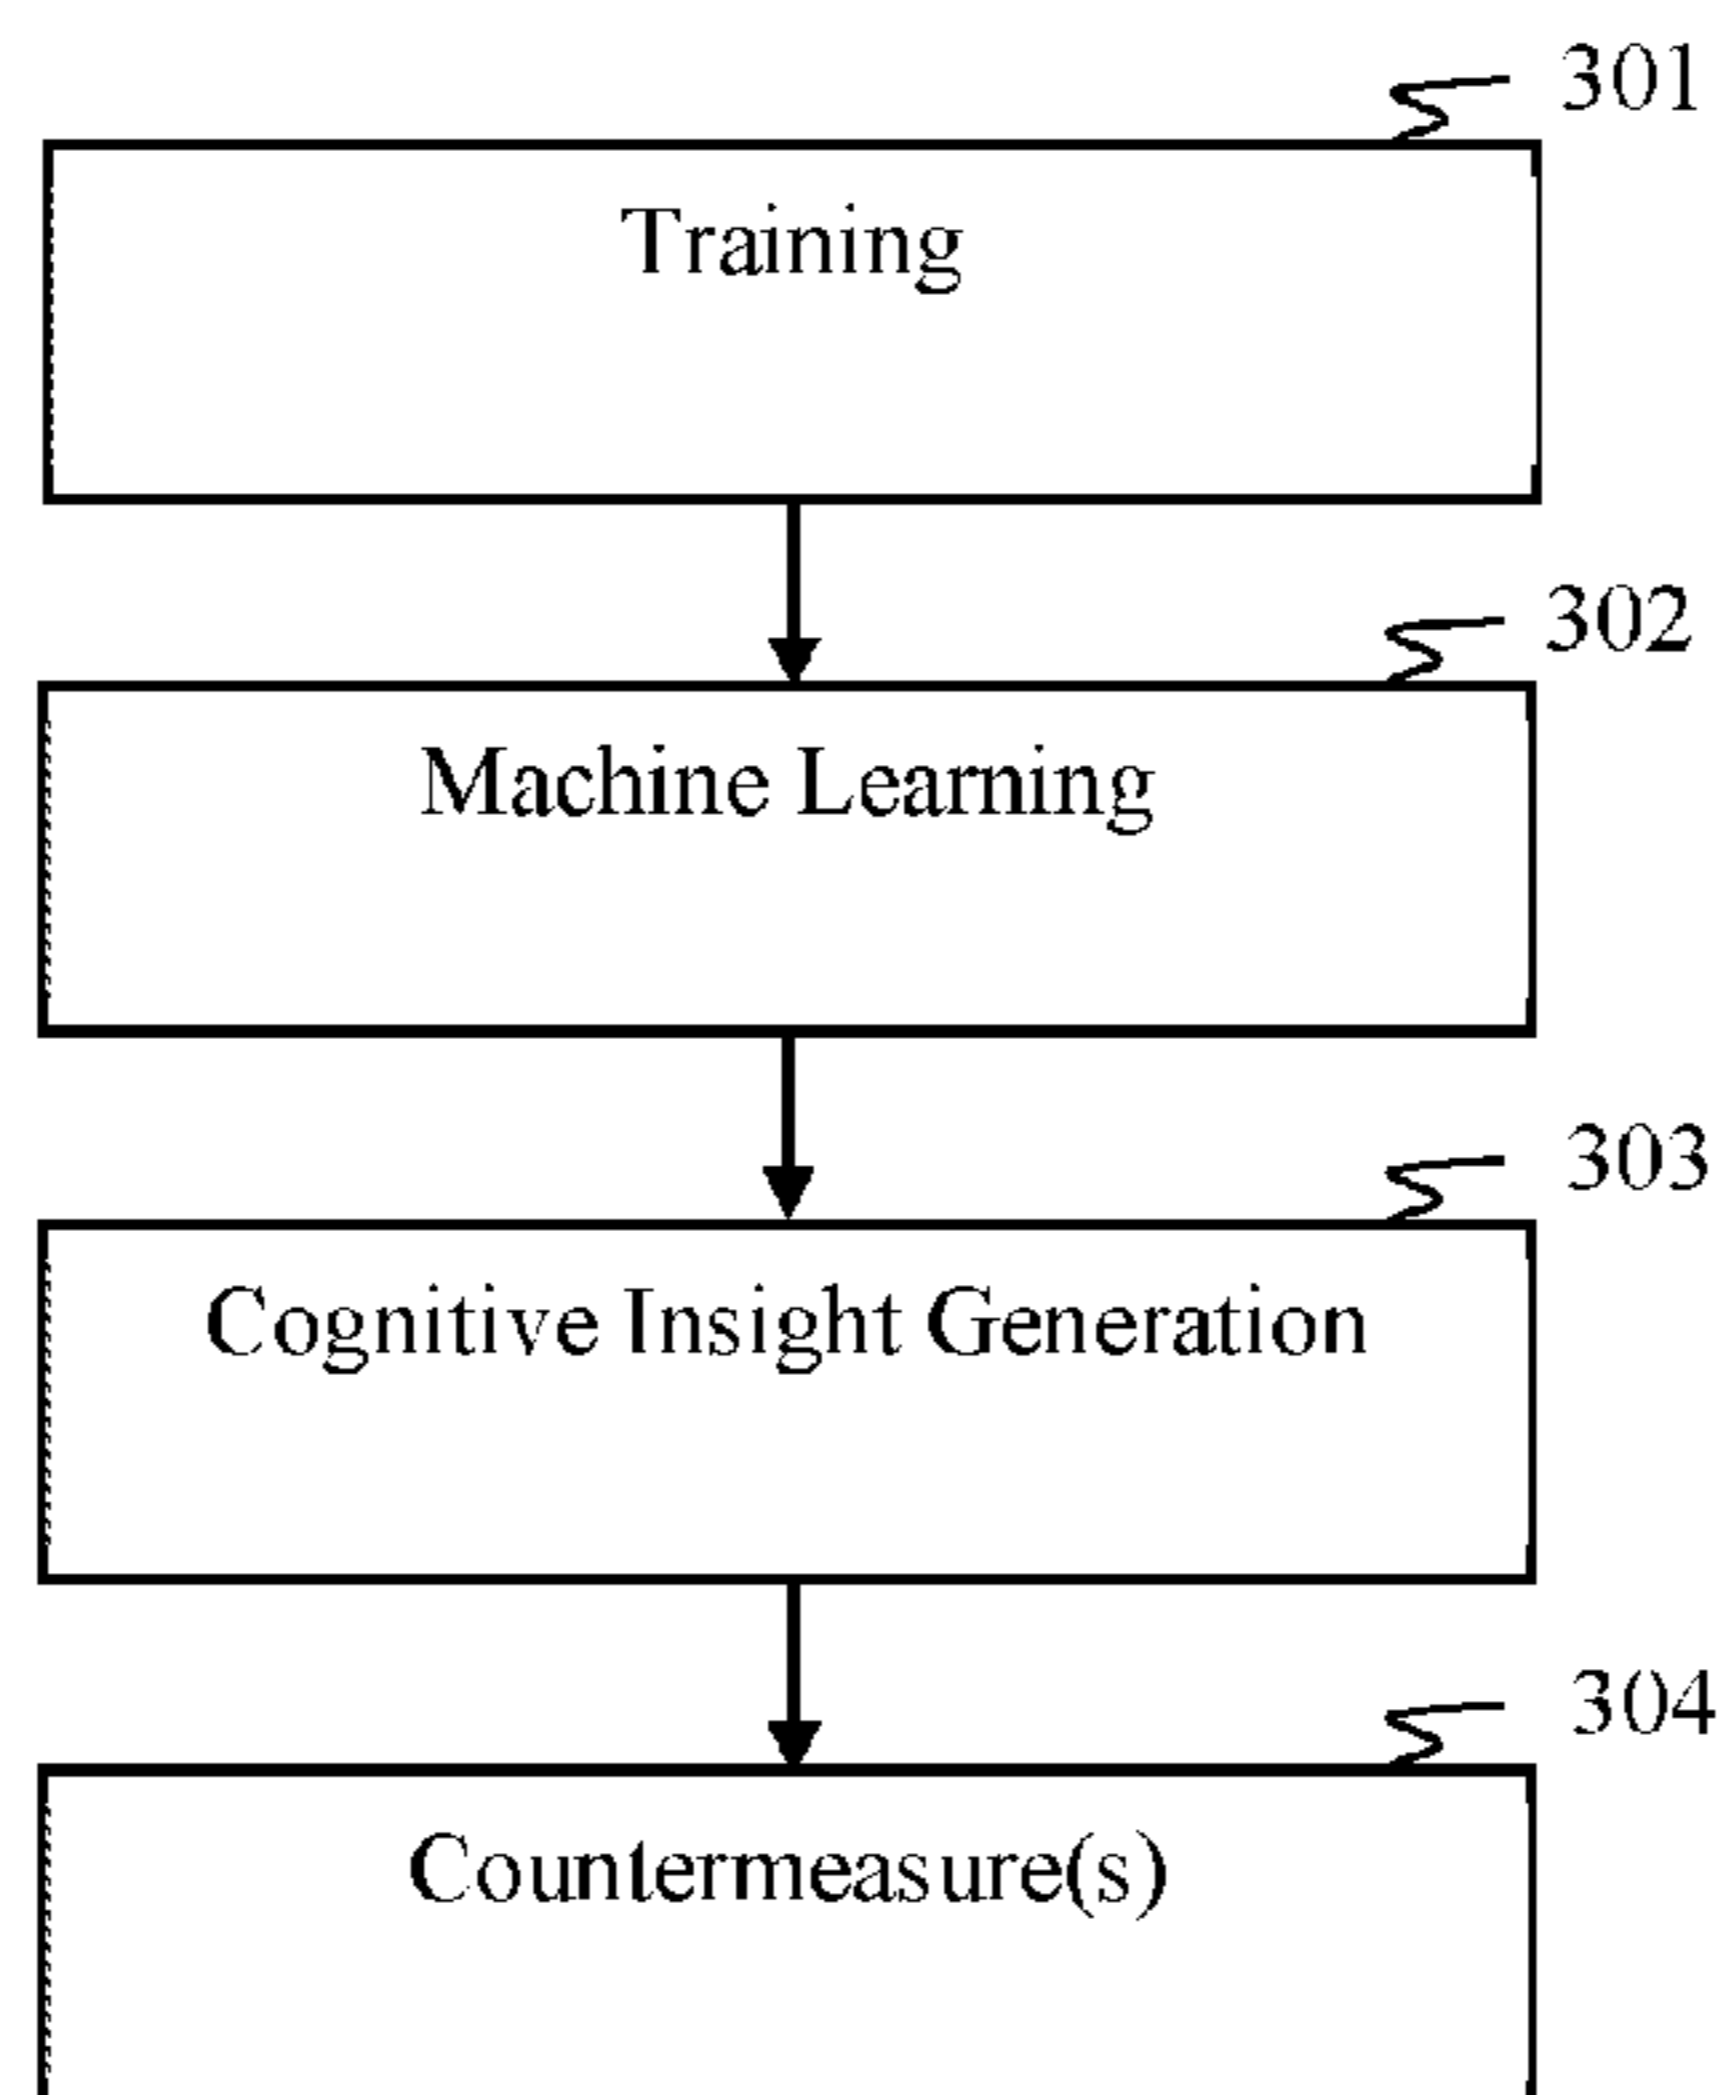 301
Training
302
Machine Learning
303
Cognitive Insight Generation
304
Countermeasure(s)